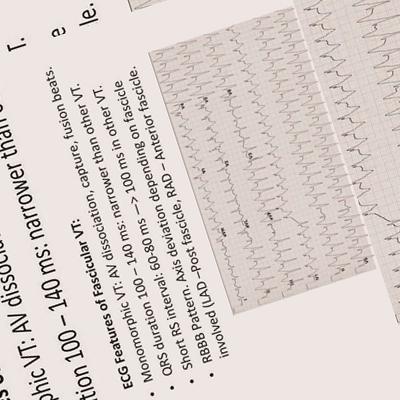 T.
e
le.
phic VT: AV dissocia
tion 100 – 140 ms: narrower than
ECG Features of Fascicular VT:
• Monomorphic VT: AV dissociation, capture, fusion beats.
• QRS duration 100 – 140 ms: narrower than other VT.
• Short RS interval: 60-80 ms —> 100 ms in other VT.
• RBBB Pattern. Axis deviation depending on fascicle
involved (LAD –Post fascicle, RAD – Anterior fascicle.